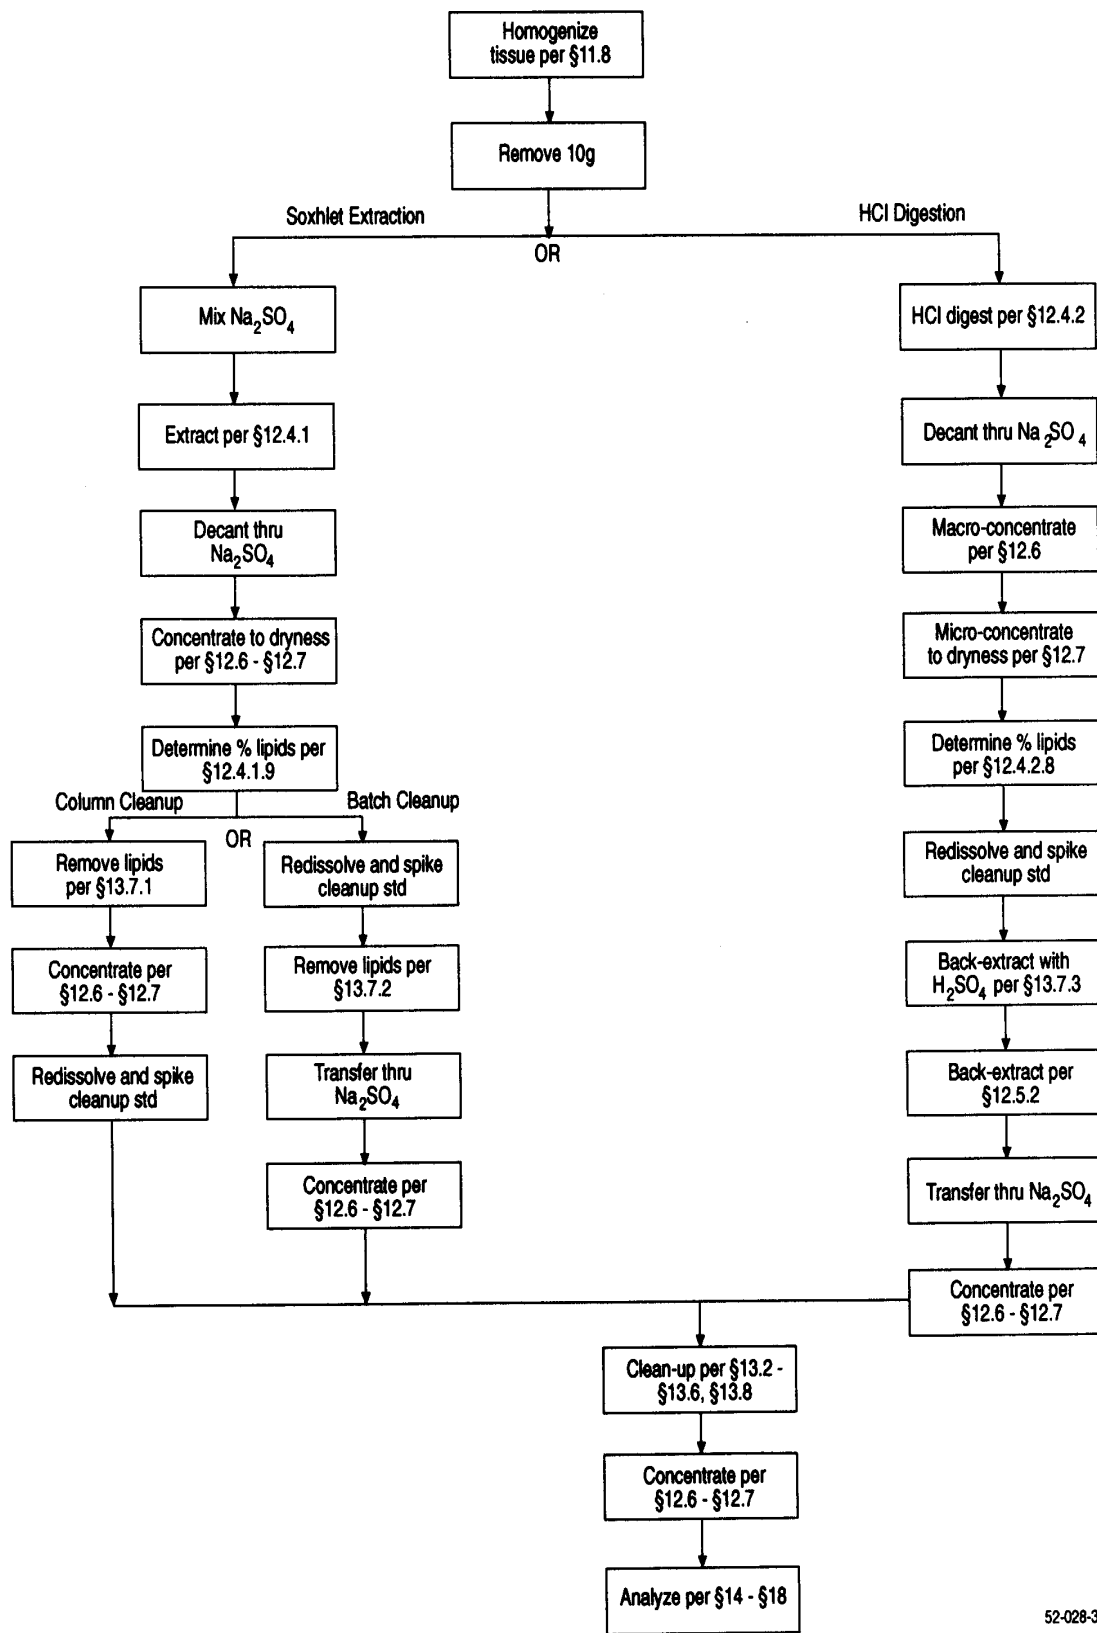 Homogenize
tissue per §11.8
Remove 10g
Soxhlet Extraction
HCl Digestion
OR
Mix Na₂SO₄
Extract per §12.4.1
Decant thru
Na₂SO₄
Concentrate to dryness
per §12.6 - §12.7
Determine % lipids per
§12.4.1.9
Column Cleanup
Batch Cleanup
OR
Remove lipids
per §13.7.1
Concentrate per
§12.6 - §12.7
Redissolve and spike
cleanup std
Redissolve and spike
cleanup std
Remove lipids per
§13.7.2
Transfer thru
Na₂SO₄
Concentrate per
§12.6 - §12.7
HCl digest per §12.4.2
Decant thru Na₂SO₄
Macro-concentrate
per §12.6
Micro-concentrate
to dryness per §12.7
Determine % lipids
per §12.4.2.8
Redissolve and spike
cleanup std
Back-extract with
H₂SO₄ per §13.7.3
Back-extract per
§12.5.2
Transfer thru Na₂SO₄
Concentrate per
§12.6 - §12.7
Clean-up per §13.2 -
§13.6, §13.8
Concentrate per
§12.6 - §12.7
Analyze per §14 - §18
52-028-3